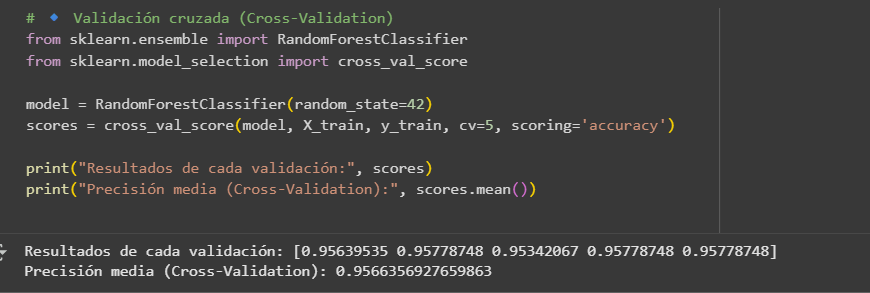 # 🔹 Validación cruzada (Cross-Validation)
from sklearn.ensemble import RandomForestClassifier
from sklearn.model_selection import cross_val_score
model = RandomForestClassifier(random_state=42)
scores = cross_val_score(model, X_train, y_train, cv=5, scoring='accuracy')
print("Resultados de cada validación:", scores)
print("Precisión media (Cross-Validation):", scores.mean())
Resultados de cada validación: [0.95639535 0.95778748 0.95342067 0.95778748 0.95778748]
Precisión media (Cross-Validation): 0.9566356927659863